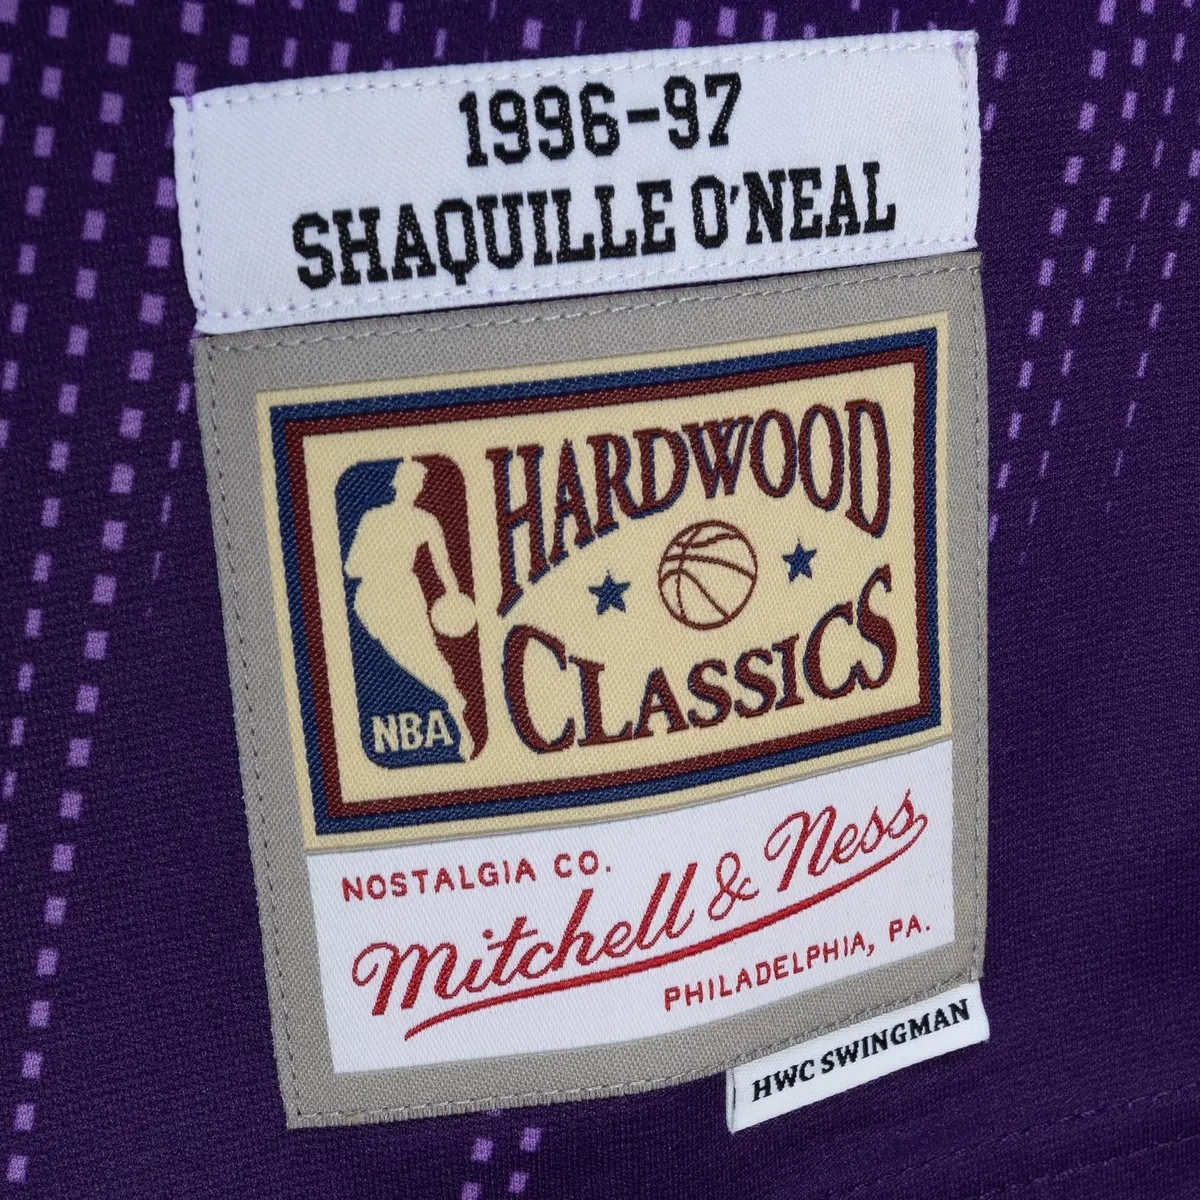 1996-97
SHAQUILLE O'NEAL
HARDWOOD
CLASSICS
NBA
NOSTALGIA CO.
Mitchell & Ness
PHILADELPHIA, PA.
HWC SWINGMAN